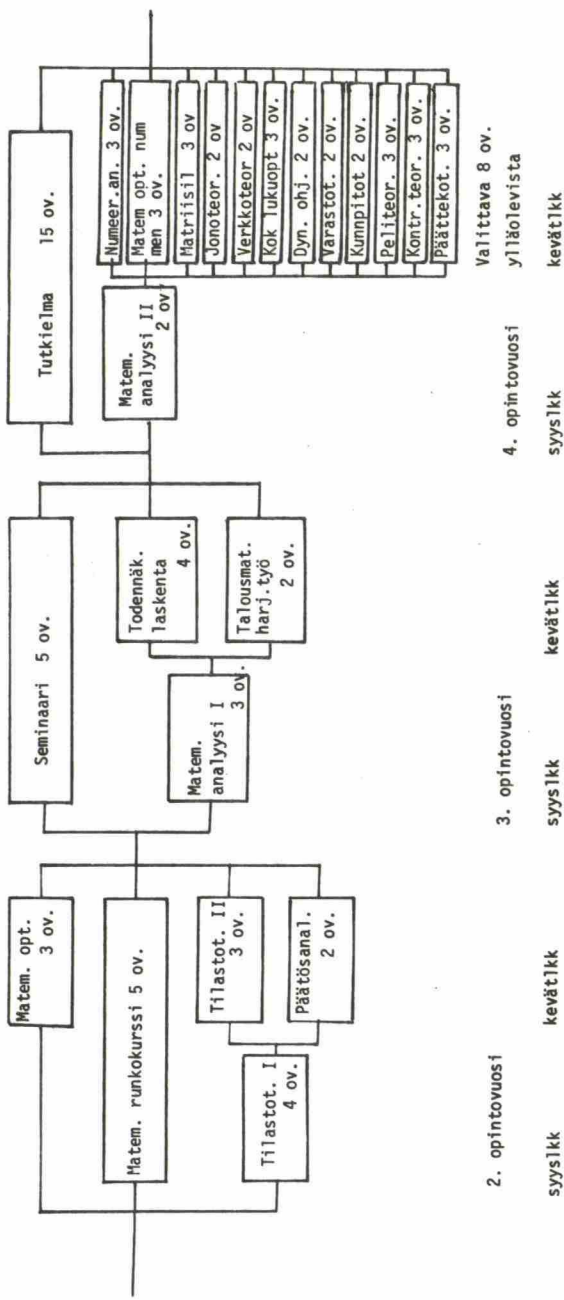 Matem. opt.
3 ov.
Matem. runkokurssi 5 ov.
Tilastot. I
4 ov.
Tilastot. II
3 ov.
Päätösanal.
2 ov.
2. opintovuosi
syyslkk
kevätlkk
Seminaari 5 ov.
Matem.
analyysi I
3 ov.
Todennäk.
laskenta
4 ov.
Talousmat.
harj.työ
2 ov.
3. opintovuosi
syyslkk
kevätlkk
Tutkielma 15 ov.
Matem.
analyysi II
2 ov
Numeer.an. 3 ov.
Matem opt. num
men 3 ov.
Matriisil 3 ov
Jonoteor. 2 ov
Verkkoteor 2 ov
Kok lukuopt 3 ov.
Dyn. ohj. 2 ov.
Varastot. 2 ov.
Kunnpitot 2 ov.
Peliteor. 3 ov.
Kontr.teor. 3 ov.
Päättekot. 3 ov.
Valittava 8 ov.
ylläolevista
4. opintovuosi
syyslkk
kevätlkk